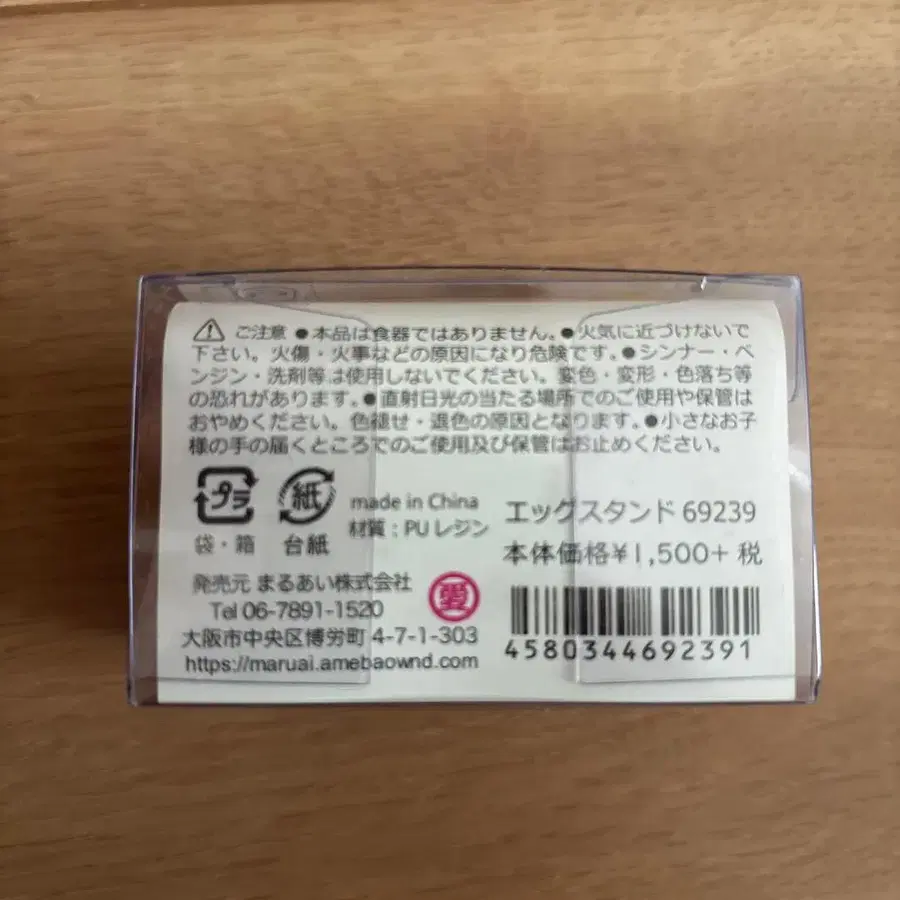 ⚠ ご注意 ●本品は食器ではありません。●火気に近づけないで
下さい。火傷・火事などの原因になり危険です。●シンナー・ベ
ンジン・洗剤等は使用しないでください。変色・変形・色落ち等
の恐れがあります。●直射日光の当たる場所でのご使用や保管は
おやめください。色褪せ・退色の原因となります。●小さなお子
様の手の届くところでのご使用及び保管はお止めください。
プラ
袋・箱
紙
台紙
made in China
材質:PUレジン
エッグスタンド 69239
本体価格¥1,500+ 税
発売元 まるあい株式会社
Tel 06-7891-1520
大阪市中央区博労町 4-7-1-303
https://maruai.amebaownd.com
愛
4580344692391